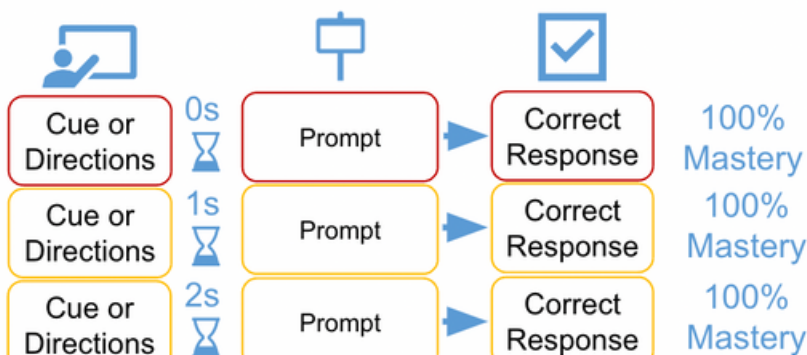 Cue or
Directions
0s
Prompt
Correct
Response
100%
Mastery
Cue or
Directions
1s
Prompt
Correct
Response
100%
Mastery
Cue or
Directions
2s
Prompt
Correct
Response
100%
Mastery